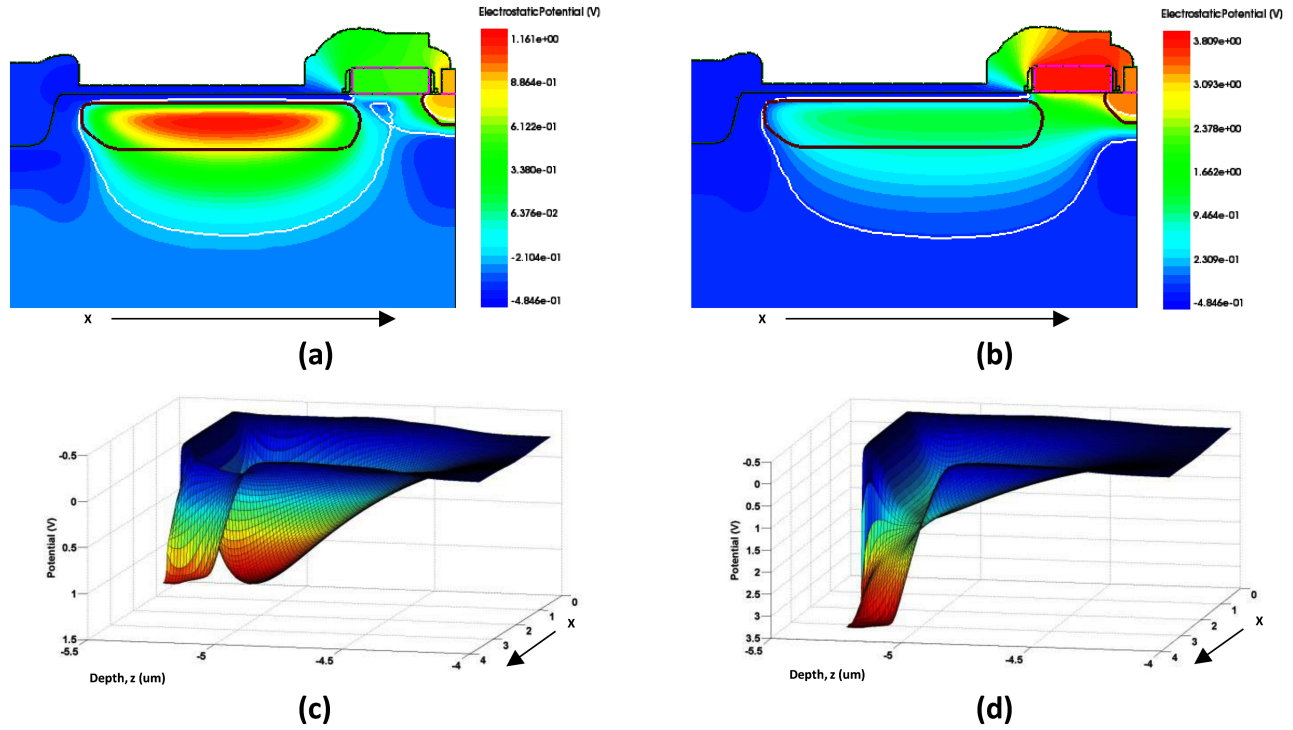 ElectrostaticPotential (V)
1.161e+00
8.864e-01
6.122e-01
3.380e-01
6.376e-02
-2.104e-01
-4.846e-01
X
(a)
ElectrostaticPotential (V)
3.809e+00
3.093e+00
2.378e+00
1.662e+00
9.464e-01
2.309e-01
-4.846e-01
X
(b)
-0.5
0
0.5
1
1.5
Potential (V)
-5.5
-5
-4.5
-4
Depth, z (um)
0
1
2
3
4
X
(c)
-0.5
0
0.5
1
1.5
2
2.5
3
3.5
Potential (V)
-5.5
-5
-4.5
-4
Depth, z (um)
0
1
2
3
4
X
(d)